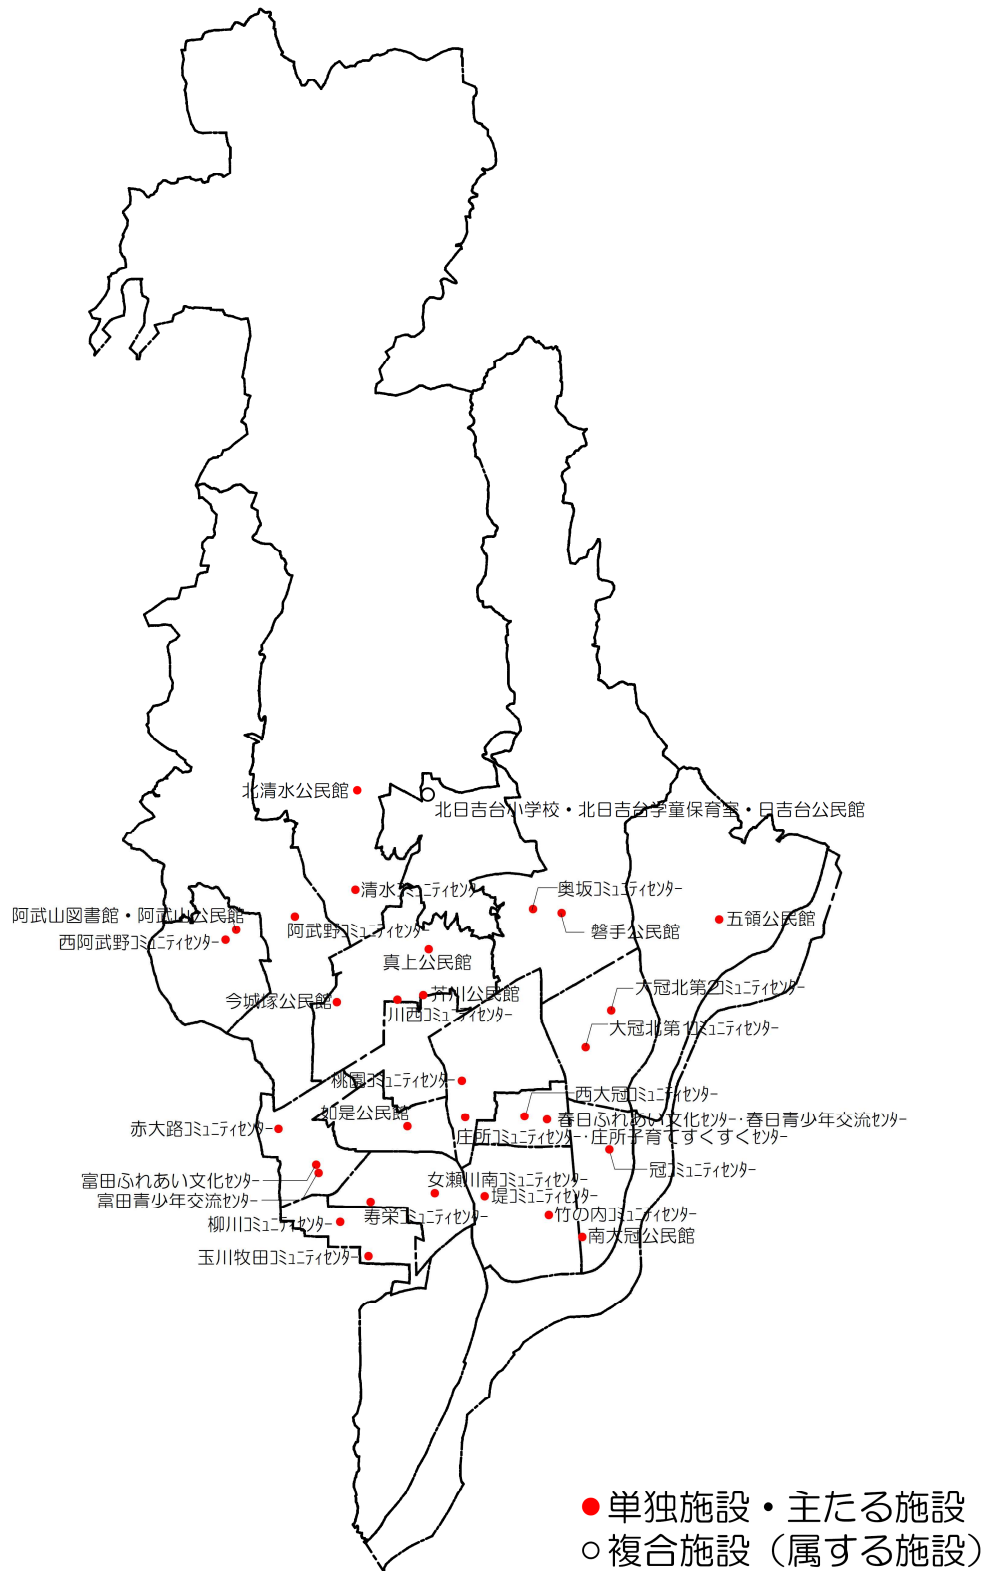 北清水公民館
北日吉台小学校・北日吉台学童保育室・日吉台公民館
清水ｺﾐｭﾆﾃｨｾﾝﾀｰ
奥坂ｺﾐｭﾆﾃｨｾﾝﾀｰ
阿武山図書館・阿武山公民館
阿武野ｺﾐｭﾆﾃｨｾﾝﾀｰ
五領公民館
西阿武野ｺﾐｭﾆﾃｨｾﾝﾀｰ
磐手公民館
真上公民館
大冠北第2ｺﾐｭﾆﾃｨｾﾝﾀｰ
今城塚公民館
芥川公民館
川西ｺﾐｭﾆﾃｨｾﾝﾀｰ
大冠北第1ｺﾐｭﾆﾃｨｾﾝﾀｰ
桃園ｺﾐｭﾆﾃｨｾﾝﾀｰ
西大冠ｺﾐｭﾆﾃｨｾﾝﾀｰ
如是公民館
春日ふれあい文化ｾﾝﾀｰ・春日青少年交流ｾﾝﾀｰ
赤大路ｺﾐｭﾆﾃｨｾﾝﾀｰ
庄所ｺﾐｭﾆﾃｨｾﾝﾀｰ・庄所子育てすくすくｾﾝﾀｰ
冠ｺﾐｭﾆﾃｨｾﾝﾀｰ
富田ふれあい文化ｾﾝﾀｰ
女瀬川南ｺﾐｭﾆﾃｨｾﾝﾀｰ
富田青少年交流ｾﾝﾀｰ
堤ｺﾐｭﾆﾃｨｾﾝﾀｰ
寿栄ｺﾐｭﾆﾃｨｾﾝﾀｰ
竹の内ｺﾐｭﾆﾃｨｾﾝﾀｰ
柳川ｺﾐｭﾆﾃｨｾﾝﾀｰ
南大冠公民館
玉川牧田ｺﾐｭﾆﾃｨｾﾝﾀｰ
●単独施設・主たる施設
○複合施設（属する施設）